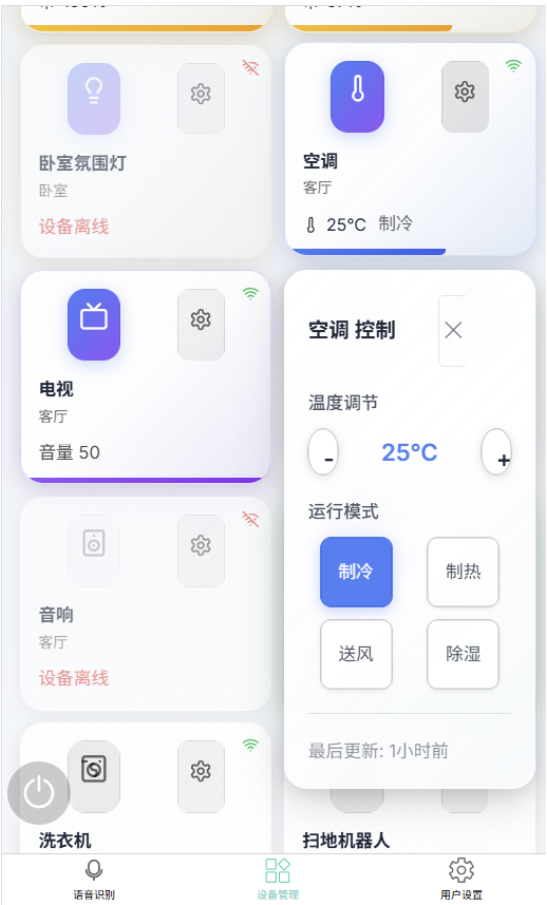 卧室氛围灯
卧室
设备离线
空调
客厅
25°C 制冷
电视
客厅
音量 50
空调 控制
温度调节
- 25°C +
运行模式
制冷 制热
送风 除湿
最后更新: 1小时前
音响
客厅
设备离线
洗衣机
扫地机器人
语音识别
设备管理
用户设置